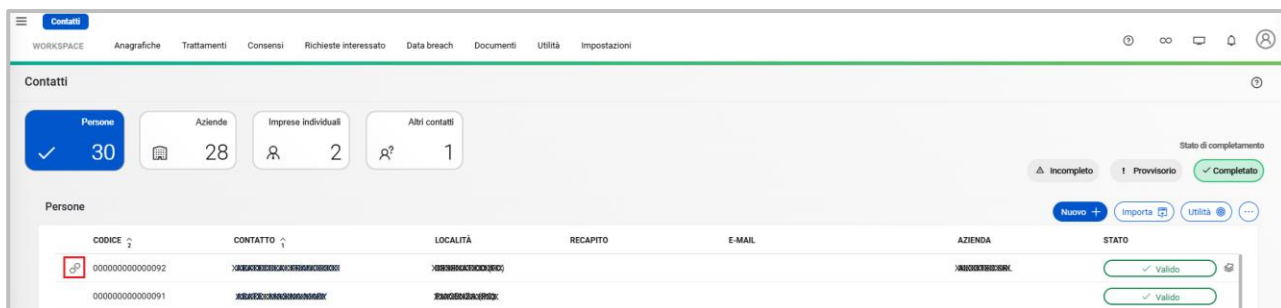 Contatti
WORKSPACE Anagrafiche Trattamenti Consensi Richieste interessato Data breach Documenti Utilità Impostazioni
Contatti
Persone 30 Aziende 28 Imprese individuali 2 Altri contatti 1
Stato di completamento
Incompleto Provvisorio Completato
Persone
Nuovo Importa Utilità
CODICE 2 CONTATTO 1 LOCALITÀ RECAPITO E-MAIL AZIENDA STATO
000000000000092 Valido
000000000000091 Valido